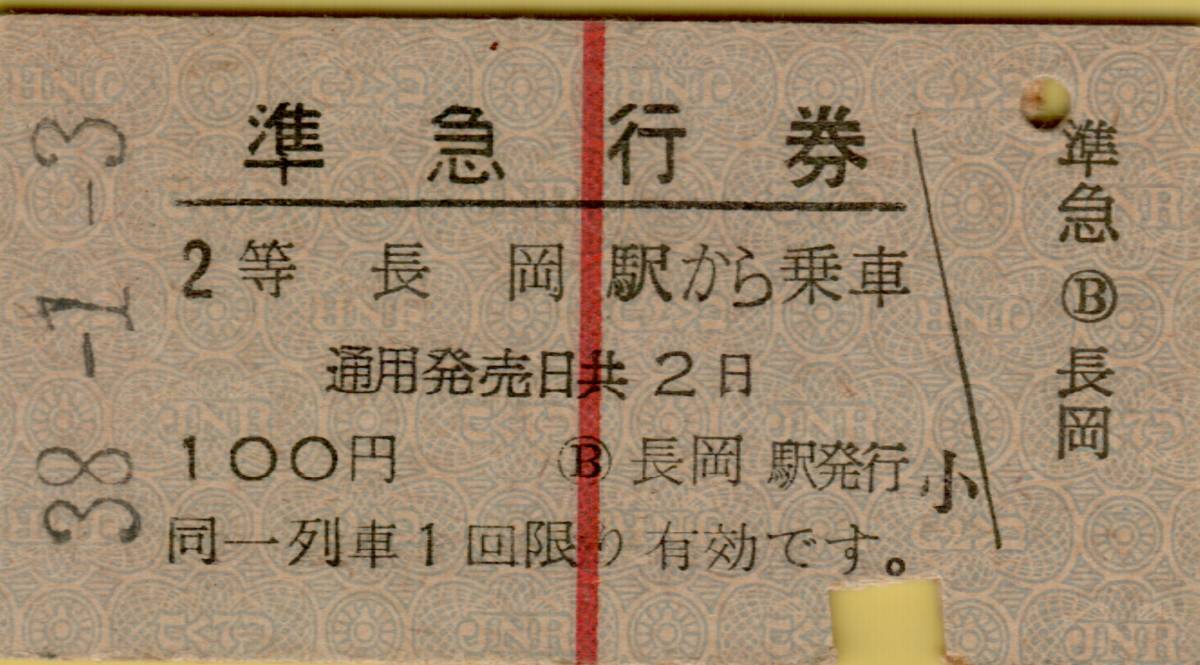 38-1-3
準急行券
2等 長岡駅から乗車
通用発売日共2日
100円 Ⓑ長岡駅発行
小
同一列車1回限り有効です。
準急Ⓑ長岡